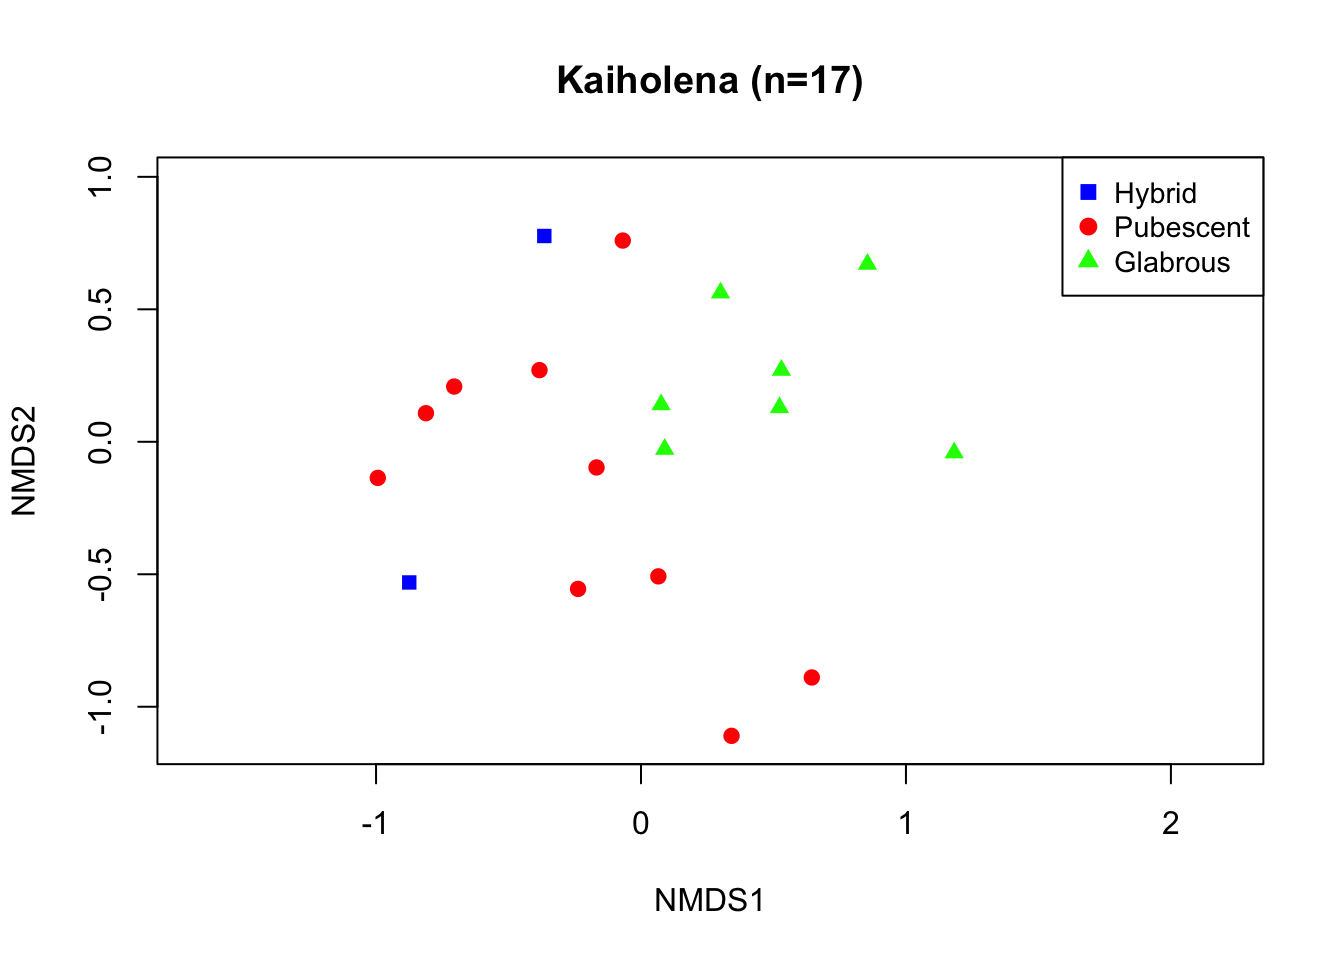 Kaiholena (n=17)
Hybrid
Pubescent
Glabrous
1.0
0.5
0.0
-0.5
-1.0
NMDS2
-1 0 1 2
NMDS1